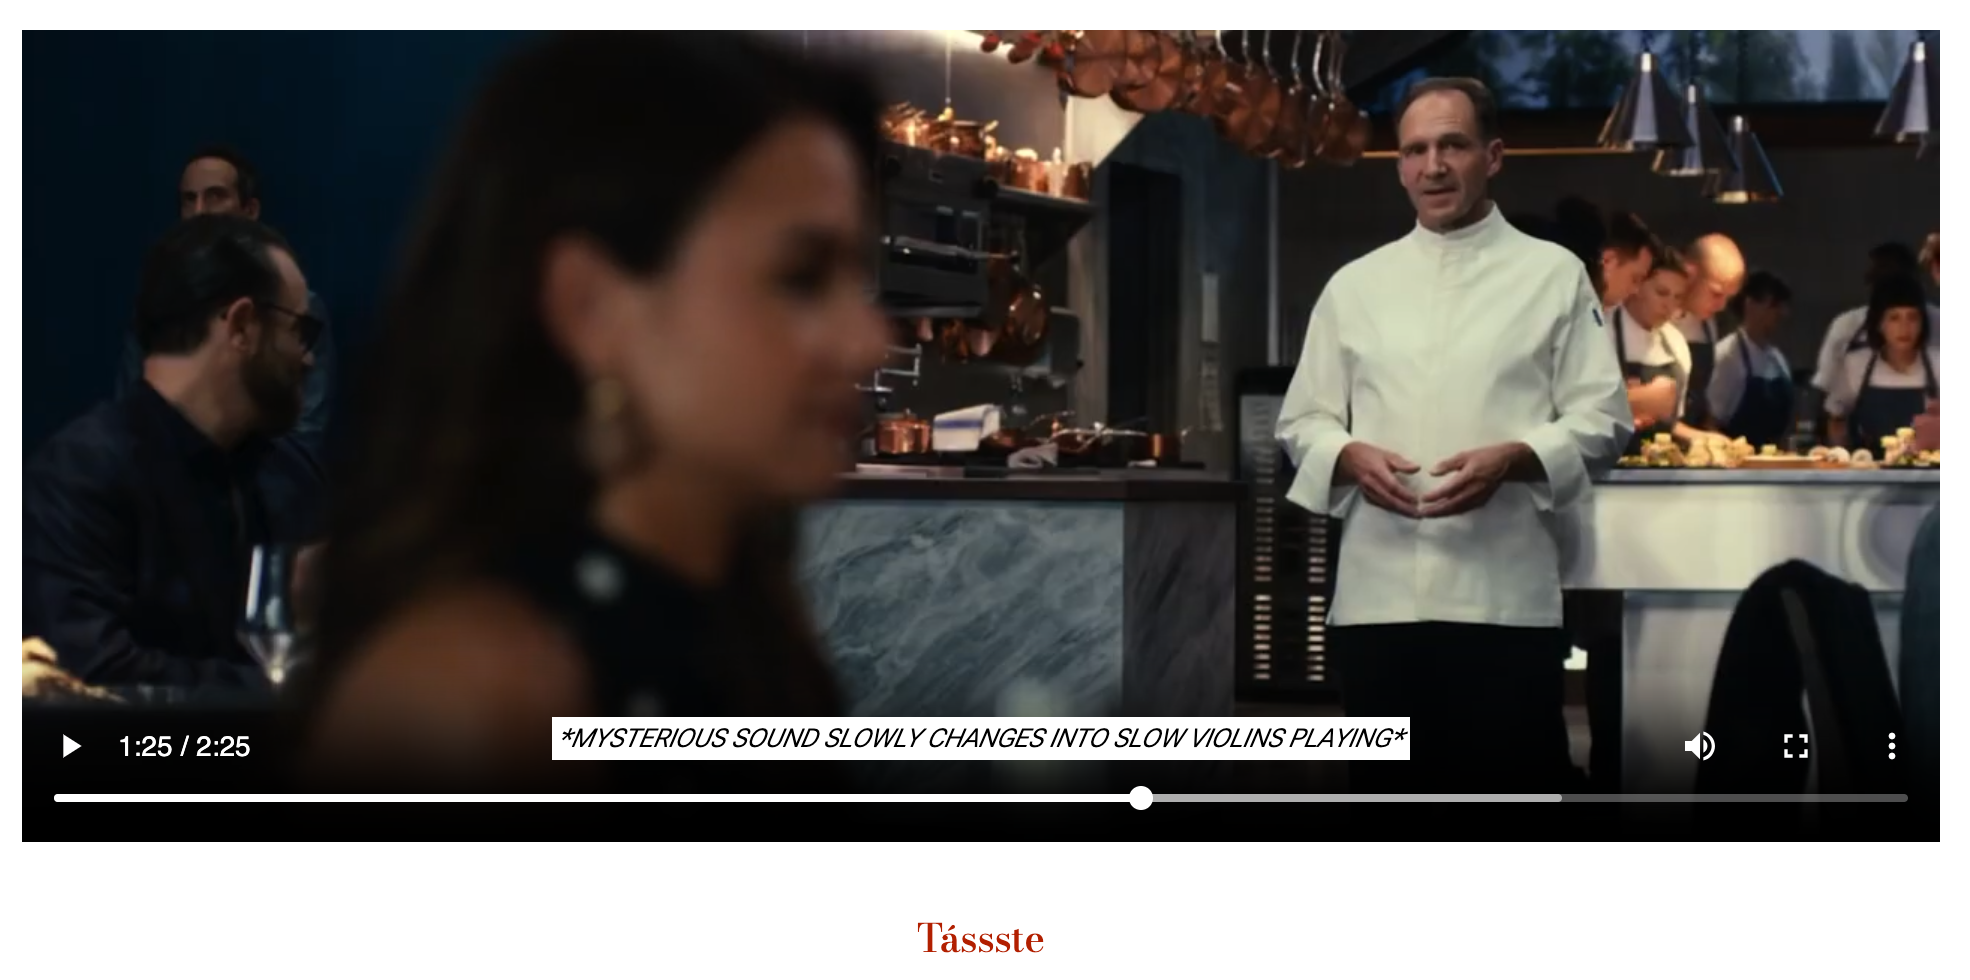 1:25 / 2:25
*MYSTERIOUS SOUND SLOWLY CHANGES INTO SLOW VIOLINS PLAYING*
Tássste